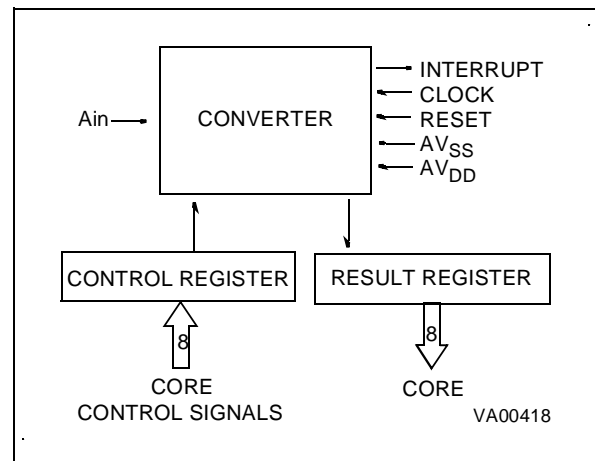 INTERRUPT
CLOCK
Ain
CONVERTER
RESET
AVSS
AVDD
CONTROL REGISTER
RESULT REGISTER
8
8
CORE
CONTROL SIGNALS
CORE
VA00418